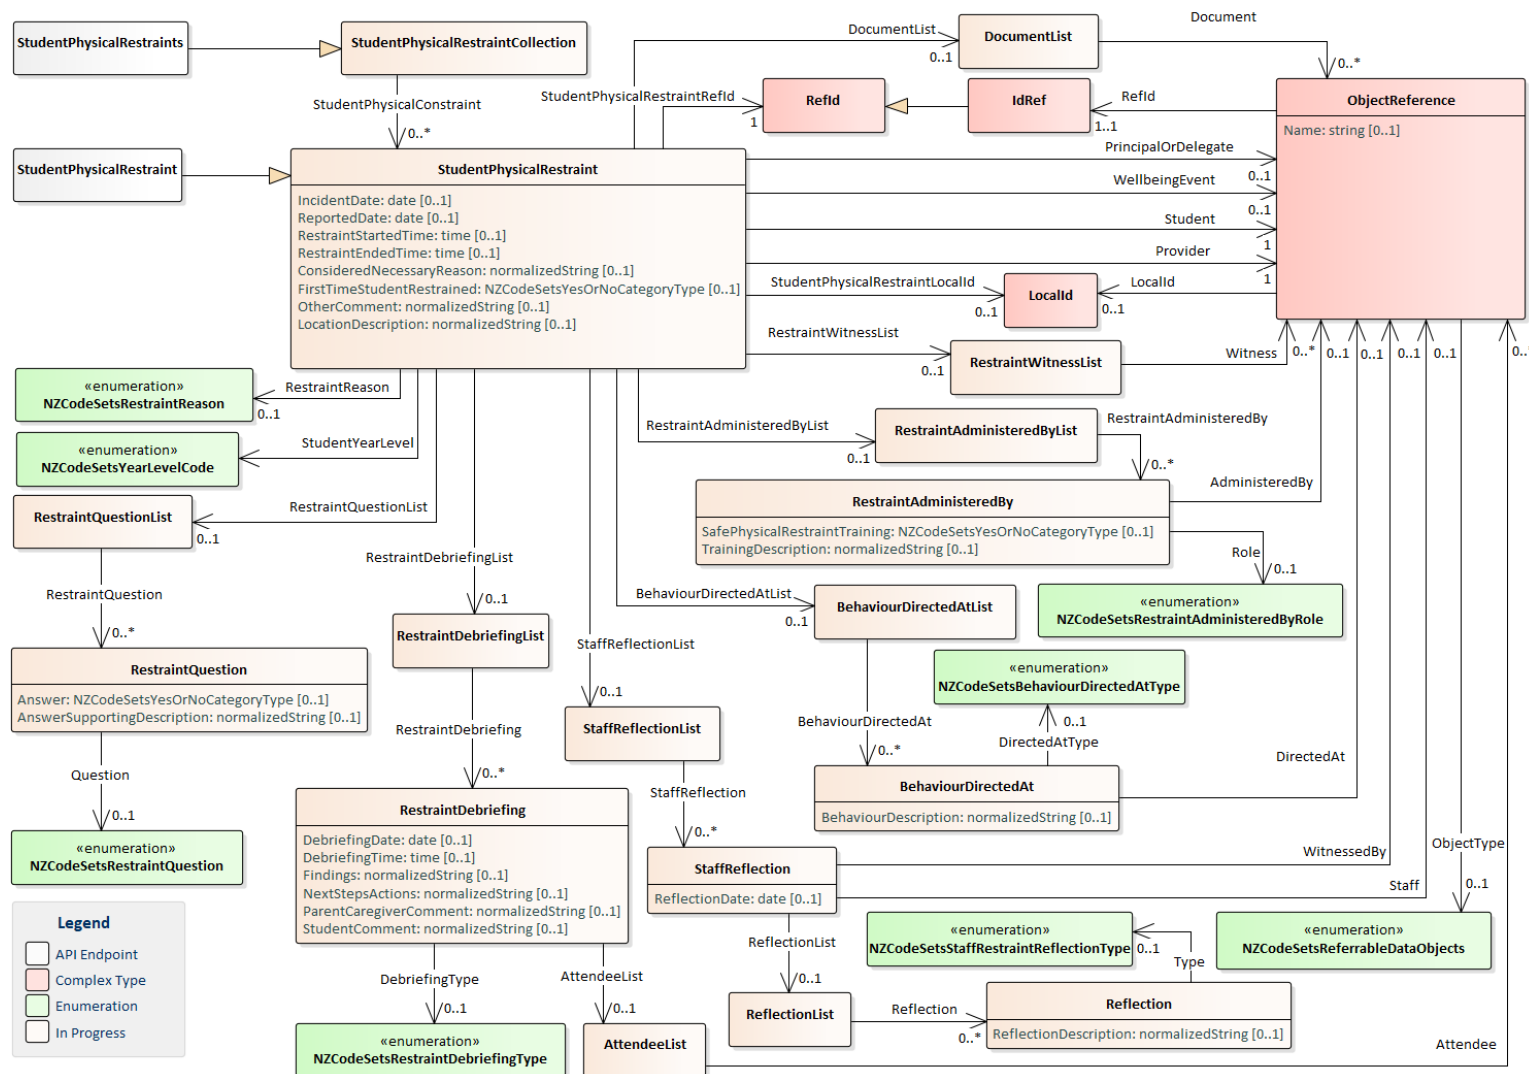 Document
StudentPhysicalRestraints
StudentPhysicalRestraintCollection
DocumentList
0..1
DocumentList
0..*
StudentPhysicalConstraint
0..*
StudentPhysicalRestraintRefId
1
RefId
IdRef
RefId
1..1
ObjectReference
Name: string [0..1]
StudentPhysicalRestraint
StudentPhysicalRestraint
IncidentDate: date [0..1]
ReportedDate: date [0..1]
RestraintStartedTime: time [0..1]
RestraintEndedTime: time [0..1]
ConsideredNecessaryReason: normalizedString [0..1]
FirstTimeStudentRestrained: NZCodeSetsYesOrNoCategoryType [0..1]
OtherComment: normalizedString [0..1]
LocationDescription: normalizedString [0..1]
PrincipalOrDelegate
0..1
WellbeingEvent
0..1
Student
1
Provider
1
StudentPhysicalRestraintLocalId
0..1
LocalId
LocalId
0..1
RestraintWitnessList
0..1
RestraintWitnessList
Witness
0..*
0..1
0..1
0..1
0..1
0..
«enumeration»
NZCodeSetsRestraintReason
RestraintReason
0..1
«enumeration»
NZCodeSetsYearLevelCode
StudentYearLevel
RestraintAdministeredByList
0..1
RestraintAdministeredByList
RestraintAdministeredBy
0..*
AdministeredBy
RestraintQuestionList
RestraintQuestionList
0..1
RestraintAdministeredBy
SafePhysicalRestraintTraining: NZCodeSetsYesOrNoCategoryType [0..1]
TrainingDescription: normalizedString [0..1]
Role
0..1
RestraintDebriefingList
0..1
RestraintQuestion
0..*
BehaviourDirectedAtList
0..1
BehaviourDirectedAtList
«enumeration»
NZCodeSetsRestraintAdministeredByRole
RestraintDebriefingList
StaffReflectionList
0..1
RestraintQuestion
Answer: NZCodeSetsYesOrNoCategoryType [0..1]
AnswerSupportingDescription: normalizedString [0..1]
«enumeration»
NZCodeSetsBehaviourDirectedAtType
0..1
DirectedAtType
BehaviourDirectedAt
0..*
RestraintDebriefing
0..*
StaffReflectionList
DirectedAt
Question
0..1
StaffReflection
0..*
BehaviourDirectedAt
BehaviourDescription: normalizedString [0..1]
RestraintDebriefing
DebriefingDate: date [0..1]
DebriefingTime: time [0..1]
Findings: normalizedString [0..1]
NextStepsActions: normalizedString [0..1]
ParentCaregiverComment: normalizedString [0..1]
StudentComment: normalizedString [0..1]
«enumeration»
NZCodeSetsRestraintQuestion
StaffReflection
ReflectionDate: date [0..1]
WitnessedBy
Staff
ObjectType
0..1
Legend
API Endpoint
Complex Type
Enumeration
In Progress
ReflectionList
0..1
«enumeration»
NZCodeSetsStaffRestraintReflectionType
0..1
Type
«enumeration»
NZCodeSetsReferrableDataObjects
DebriefingType
0..1
AttendeeList
0..1
ReflectionList
Reflection
0..*
Reflection
ReflectionDescription: normalizedString [0..1]
«enumeration»
NZCodeSetsRestraintDebriefingType
AttendeeList
Attendee